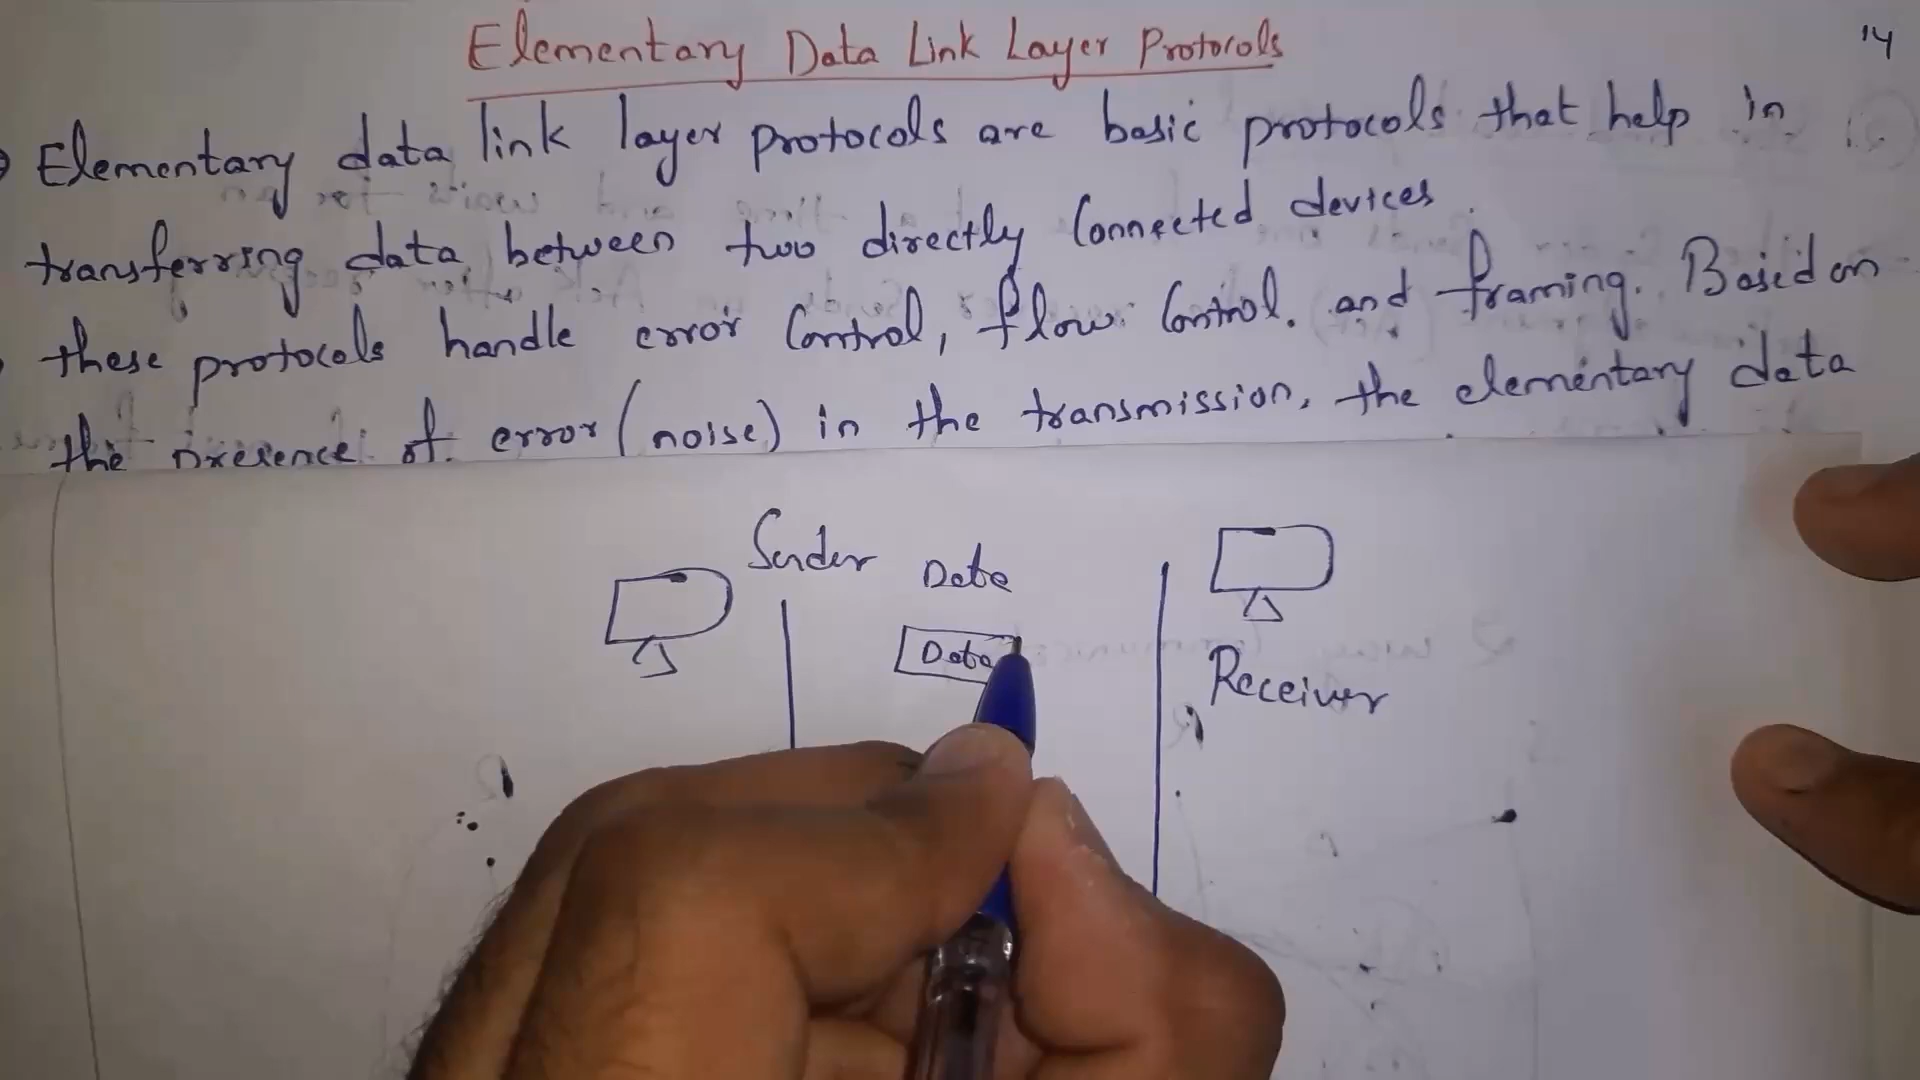 Elementary Data Link Layer Protocols
14
Elementary data link layer protocols are basic protocols that help in
transferring data between two directly Connected devices.
these protocols handle error Control, flow Control. and framing. Based on
the presence of error (noise) in the transmission, the elementary data
Sender Data
Data
Receiver